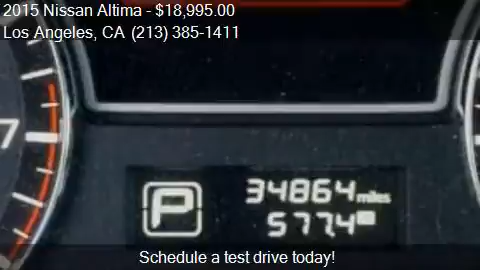 2015 Nissan Altima - $18,995.00
Los Angeles, CA (213) 385-1411
7
P
34864 miles
577.4
Schedule a test drive today!